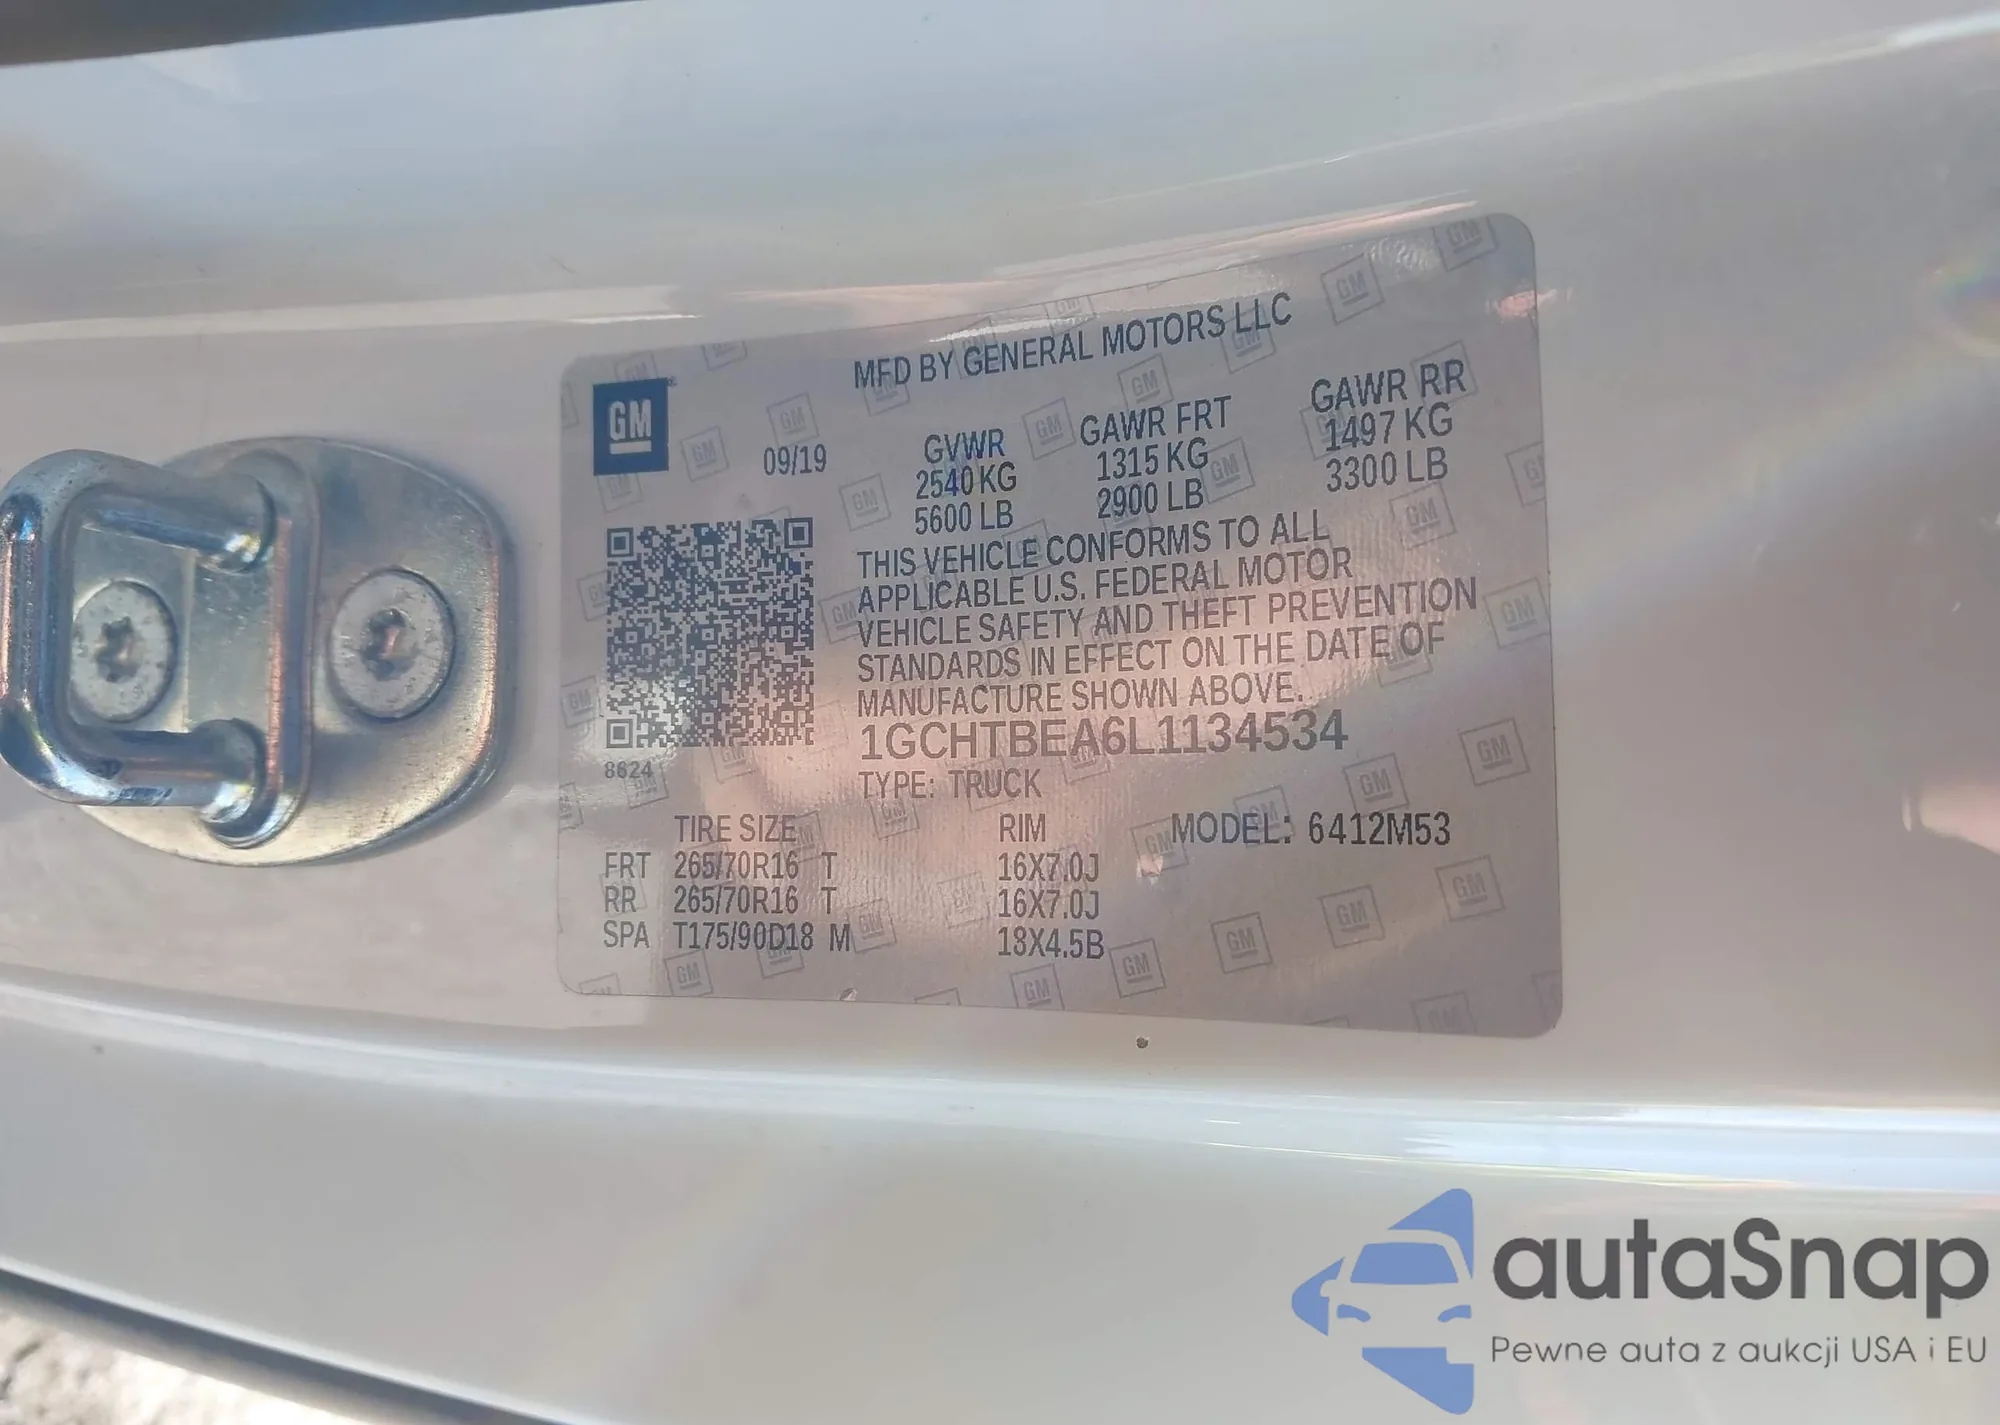 MFD BY GENERAL MOTORS LLC
GM
09/19
GVWR GAWR FRT GAWR RR
2540 KG 1315 KG 1497 KG
5600 LB 2900 LB 3300 LB
THIS VEHICLE CONFORMS TO ALL
APPLICABLE U.S. FEDERAL MOTOR
VEHICLE SAFETY AND THEFT PREVENTION
STANDARDS IN EFFECT ON THE DATE OF
MANUFACTURE SHOWN ABOVE.
1GCHTBEA6L1134534
8624
TYPE: TRUCK
TIRE SIZE RIM MODEL: 6412M53
FRT 265/70R16 T 16X7.0J
RR 265/70R16 T 16X7.0J
SPA T175/90D18 M 18X4.5B
autaSnap
Pewne auta z aukcji USA i EU